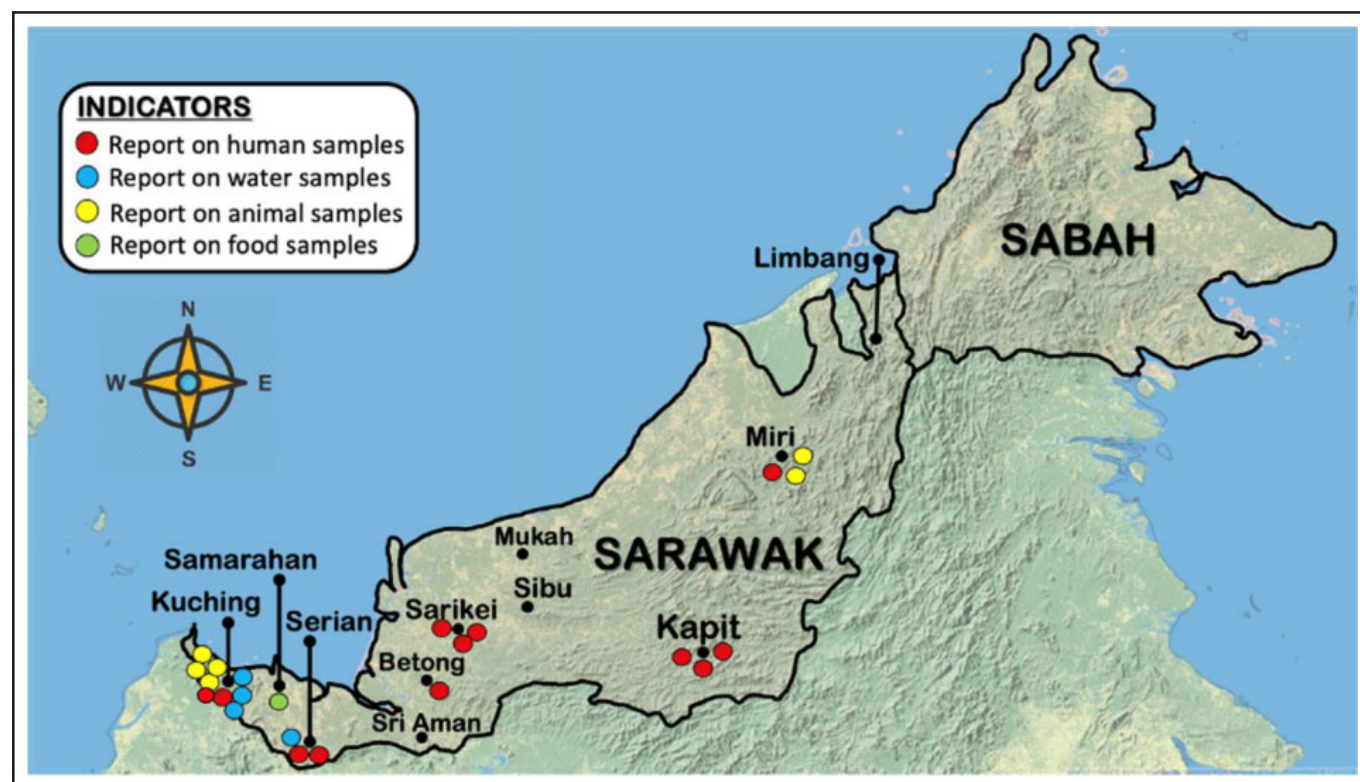 INDICATORS
Report on human samples
Report on water samples
Report on animal samples
Report on food samples
N
W
E
S
Limbang
SABAH
Miri
Mukah
SARAWAK
Samarahan
Sibu
Kuching
Serian
Sarikei
Kapit
Betong
Sri Aman